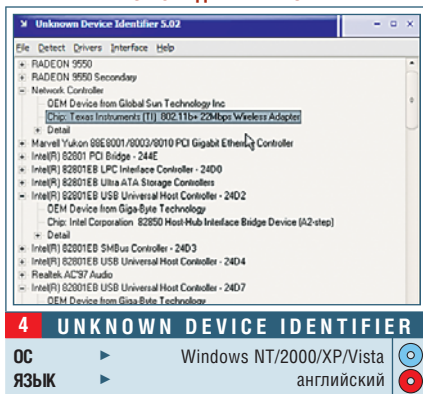 Unknown Device Identifier 5.02
File Detect Drivers Interface Help
RADEON 9550
RADEON 9550 Secondary
Network Controller
OEM Device from Global Sun Technology Inc
Chip: Texas Instruments (TI) 802.11b+ 22Mbps Wireless Adapter
Detail
Marvell Yukon 88E8001/8003/8010 PCI Gigabit Ethernet Controller
Intel(R) 82801 PCI Bridge - 244E
Intel(R) 82801EB LPC Interface Controller - 24D0
Intel(R) 82801EB Ultra ATA Storage Controllers
Intel(R) 82801EB USB Universal Host Controller - 24D2
OEM Device from Giga-Byte Technology
Chip: Intel Corporation 82850 Host-Hub Interface Bridge Device (A2-step)
Detail
Intel(R) 82801EB SMBus Controller - 24D3
Intel(R) 82801EB USB Universal Host Controller - 24D4
Realtek AC'97 Audio
Intel(R) 82801EB USB Universal Host Controller - 24D7
OEM Device from Giga-Byte Technology
4 UNKNOWN DEVICE IDENTIFIER
ОС ► Windows NT/2000/XP/Vista
ЯЗЫК ► английский